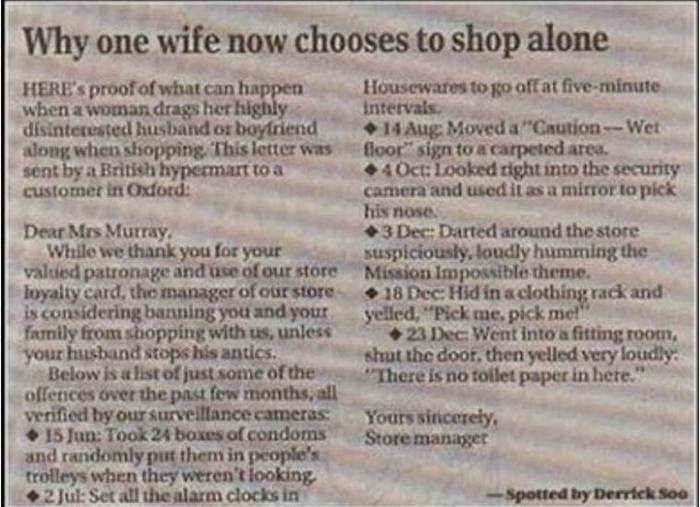 Why one wife now chooses to shop alone
HERE's proof of what can happen
when a woman drags her highly
disinterested husband or boyfriend
along when shopping. This letter was
sent by a British hypermart to a
customer in Oxford:
Dear Mrs Murray,
While we thank you for your
valued patronage and use of our store
loyalty card, the manager of our store
is considering banning you and your
family from shopping with us, unless
your husband stops his antics.
Below is a list of just some of the
offences over the past few months, all
verified by our surveillance cameras:
◆ 15 Jun: Took 24 boxes of condoms
and randomly put them in people's
trolleys when they weren't looking.
◆ 2 Jul: Set all the alarm clocks in
Housewares to go off at five-minute
intervals.
◆ 14 Aug: Moved a "Caution — Wet
floor" sign to a carpeted area.
◆ 4 Oct: Looked right into the security
camera and used it as a mirror to pick
his nose.
◆ 3 Dec: Darted around the store
suspiciously, loudly humming the
Mission Impossible theme.
◆ 18 Dec: Hid in a clothing rack and
yelled, "Pick me, pick me!"
◆ 23 Dec: Went into a fitting room,
shut the door, then yelled very loudly:
"There is no toilet paper in here."
Yours sincerely,
Store manager
— Spotted by Derrick Soo